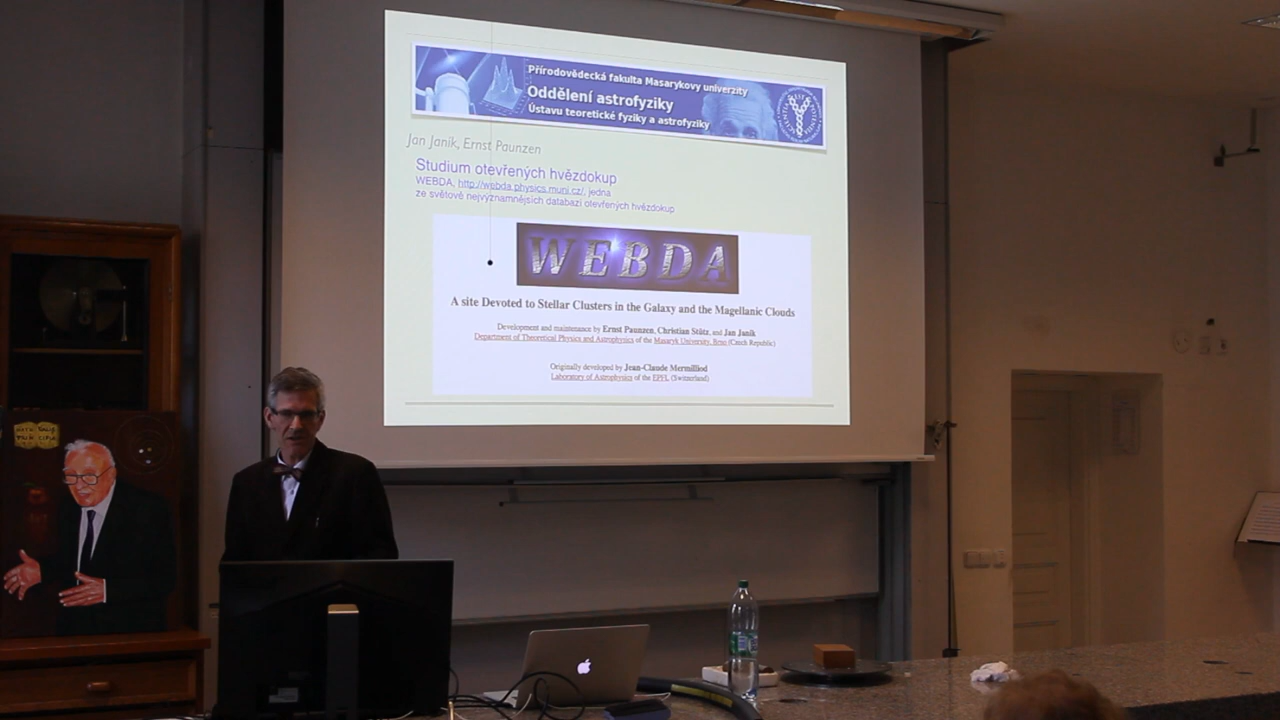 Přírodovědecká fakulta Masarykovy univerzity
Oddělení astrofyziky
Ústavu teoretické fyziky a astrofyziky
Jan Janík, Ernst Paunzen
Studium otevřených hvězdokup
WEBDA, http://webda.physics.muni.cz/, jedna
ze světově nejvýznamnějších databází otevřených hvězdokup
WEBDA
A site Devoted to Stellar Clusters in the Galaxy and the Magellanic Clouds
Development and maintenance by Ernst Paunzen, Christian Stütz, and Jan Janik
Department of Theoretical Physics and Astrophysics of the Masaryk University, Brno (Czech Republic)
Originally developed by Jean-Claude Mermilliod
Laboratory of Astrophysics of the EPFL (Switzerland)